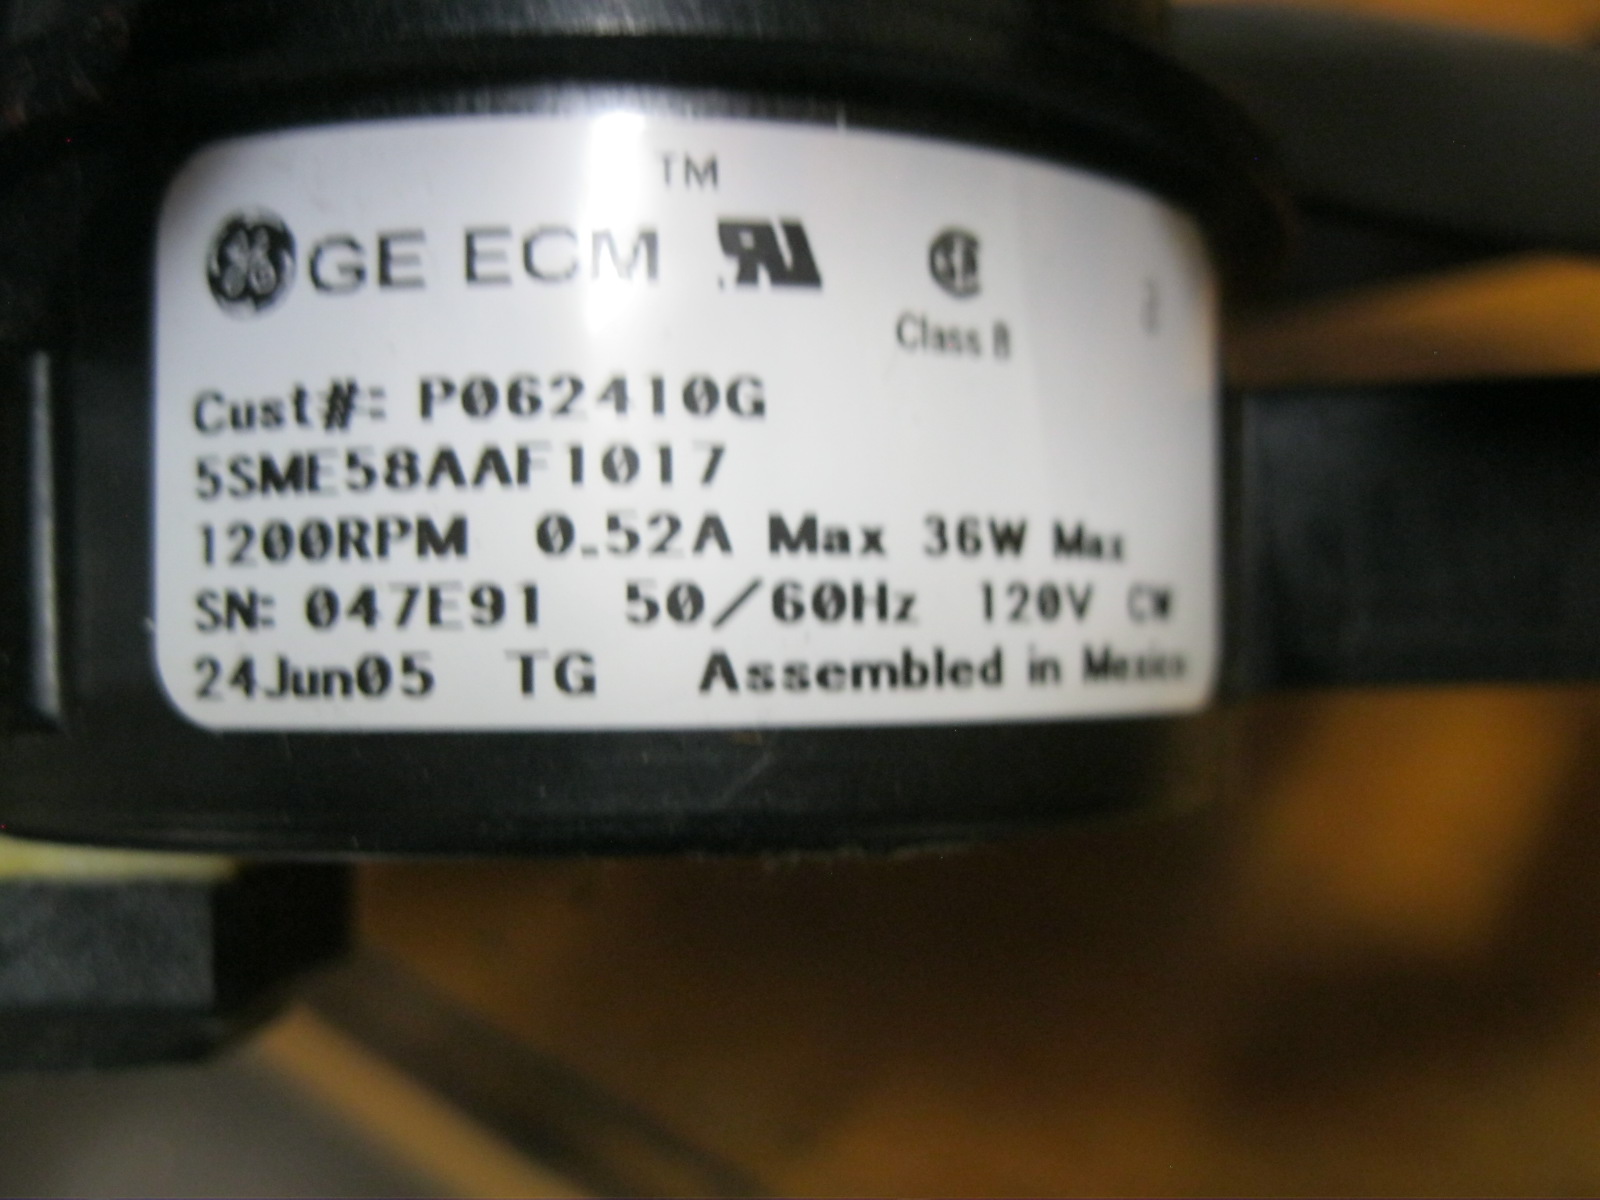 TM
GE ECM
Class B
Cust#: P062410G
5SME58AAF1017
1200RPM 0.52A Max 36W Max
SN: 047E91 50/60Hz 120V CW
24Jun05 TG Assembled in Mexico